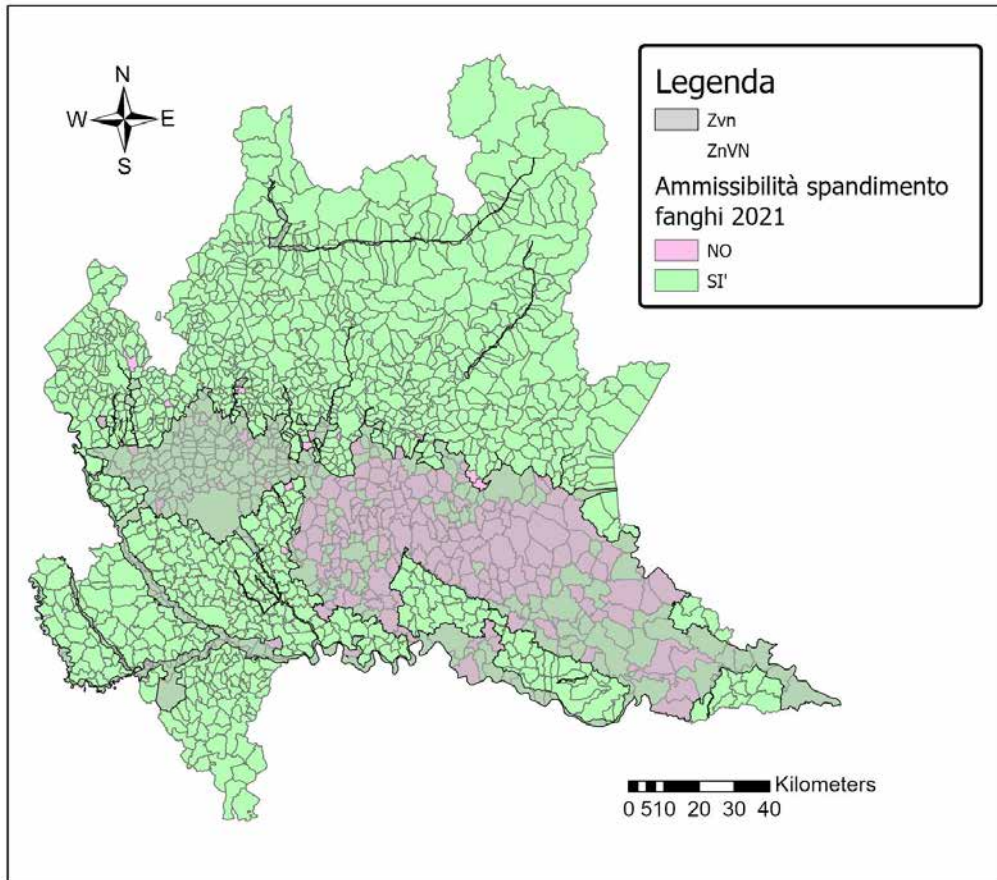 N
W E
S
Legenda
Zvn
ZnVN
Ammissibilità spandimento
fanghi 2021
NO
SI'
Kilometers
0 510 20 30 40